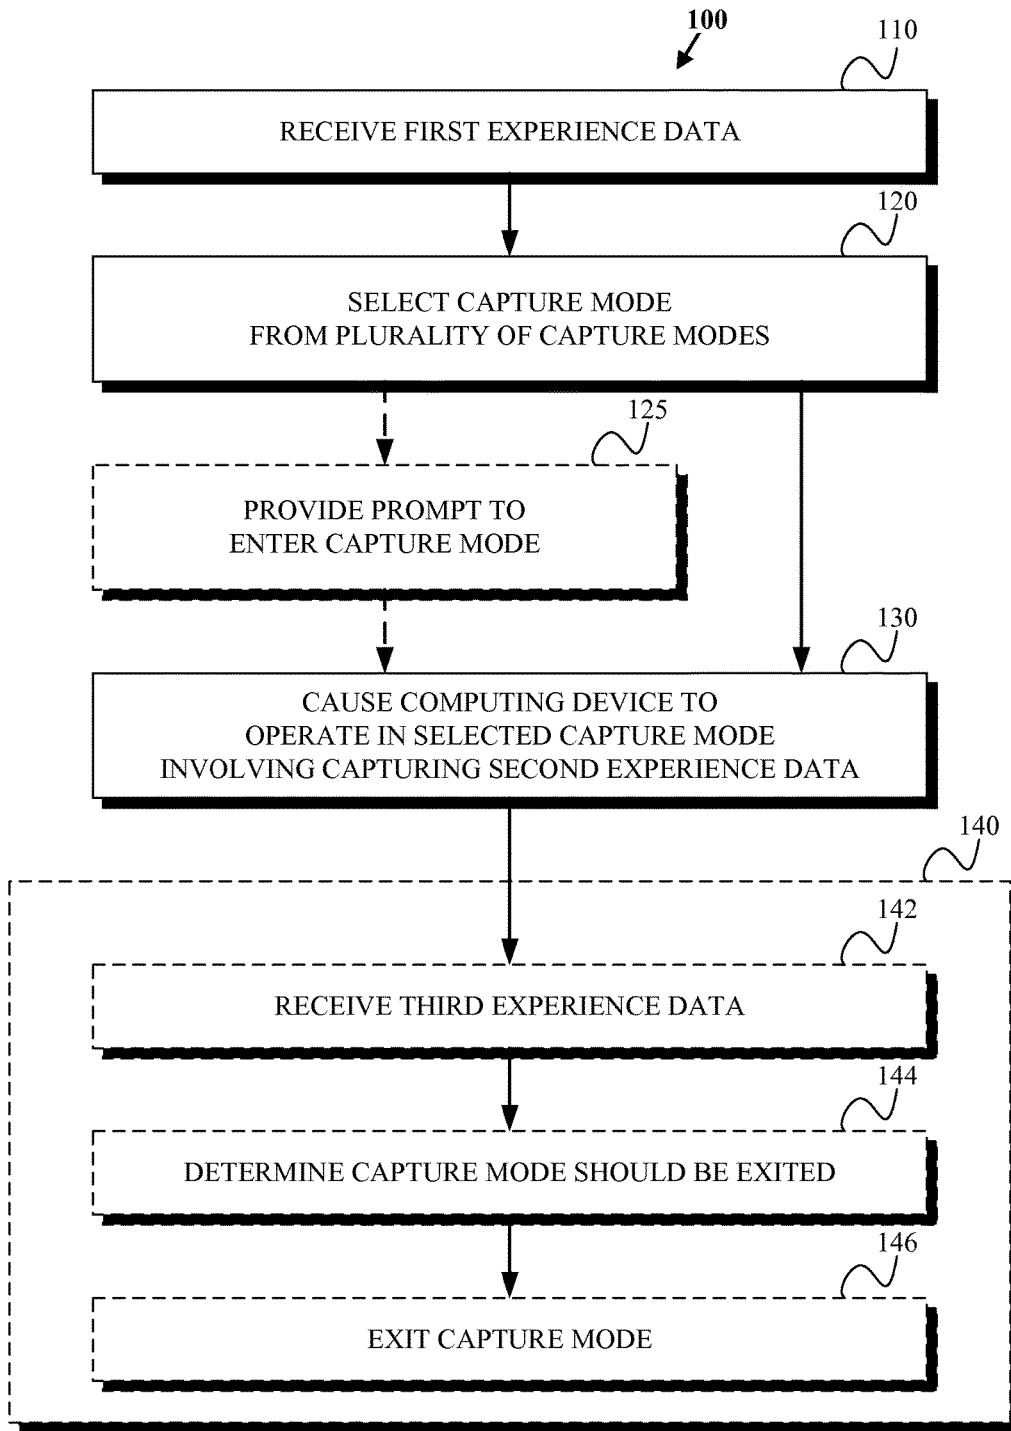 100
110
RECEIVE FIRST EXPERIENCE DATA
120
SELECT CAPTURE MODE
FROM PLURALITY OF CAPTURE MODES
125
PROVIDE PROMPT TO
ENTER CAPTURE MODE
130
CAUSE COMPUTING DEVICE TO
OPERATE IN SELECTED CAPTURE MODE
INVOLVING CAPTURING SECOND EXPERIENCE DATA
140
142
RECEIVE THIRD EXPERIENCE DATA
144
DETERMINE CAPTURE MODE SHOULD BE EXITED
146
EXIT CAPTURE MODE